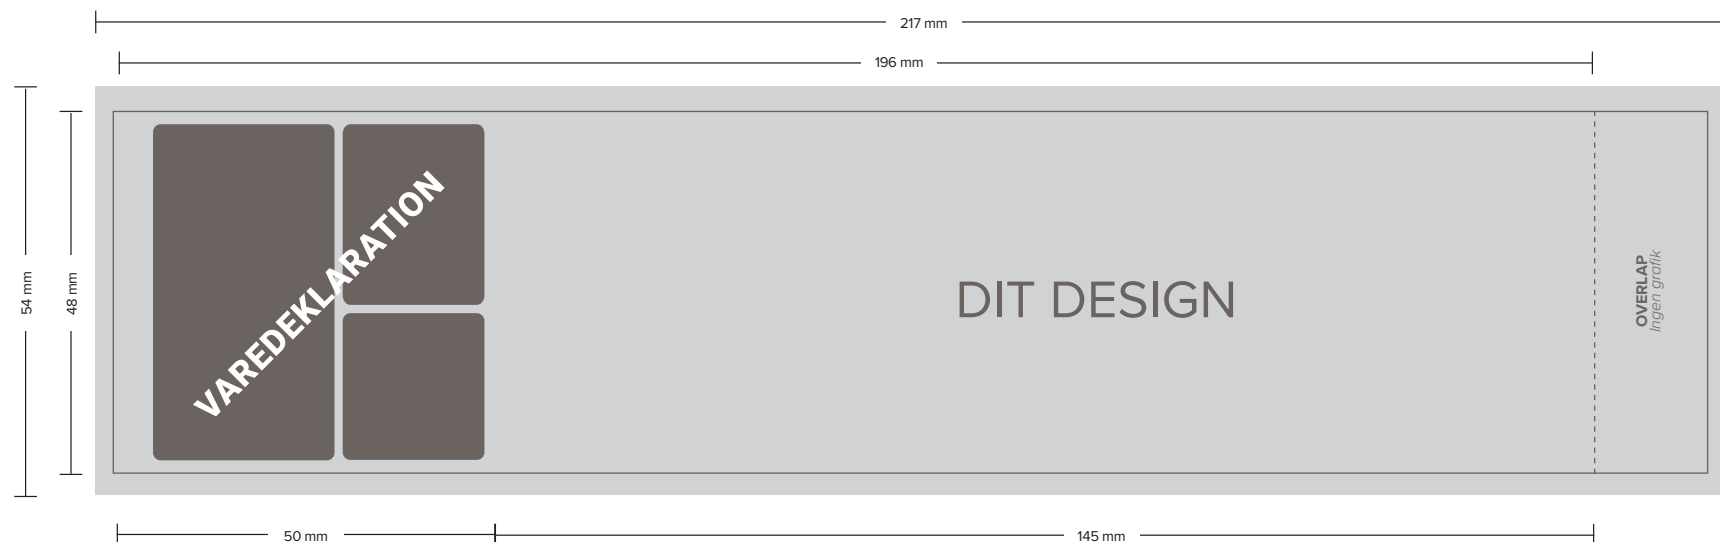 217 mm
196 mm
54 mm
48 mm
VAREDEKLARATION
DIT DESIGN
OVERLAP
Ingen grafik
50 mm
145 mm